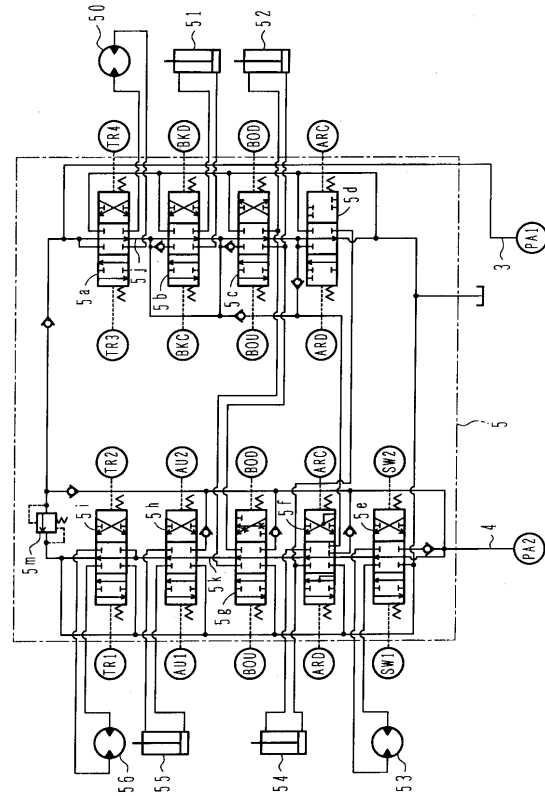 50
51
52
TR4
BKD
BOD
ARC
5a
5j
5b
5c
5d
TR3
BKC
BOU
ARD
3
PA1
5m
5i
TR2
5h
AU2
5k
BOD
5f
ARC
5e
SW2
5
4
PA2
TR1
AU1
5g
BOU
ARD
SW1
56
55
54
53